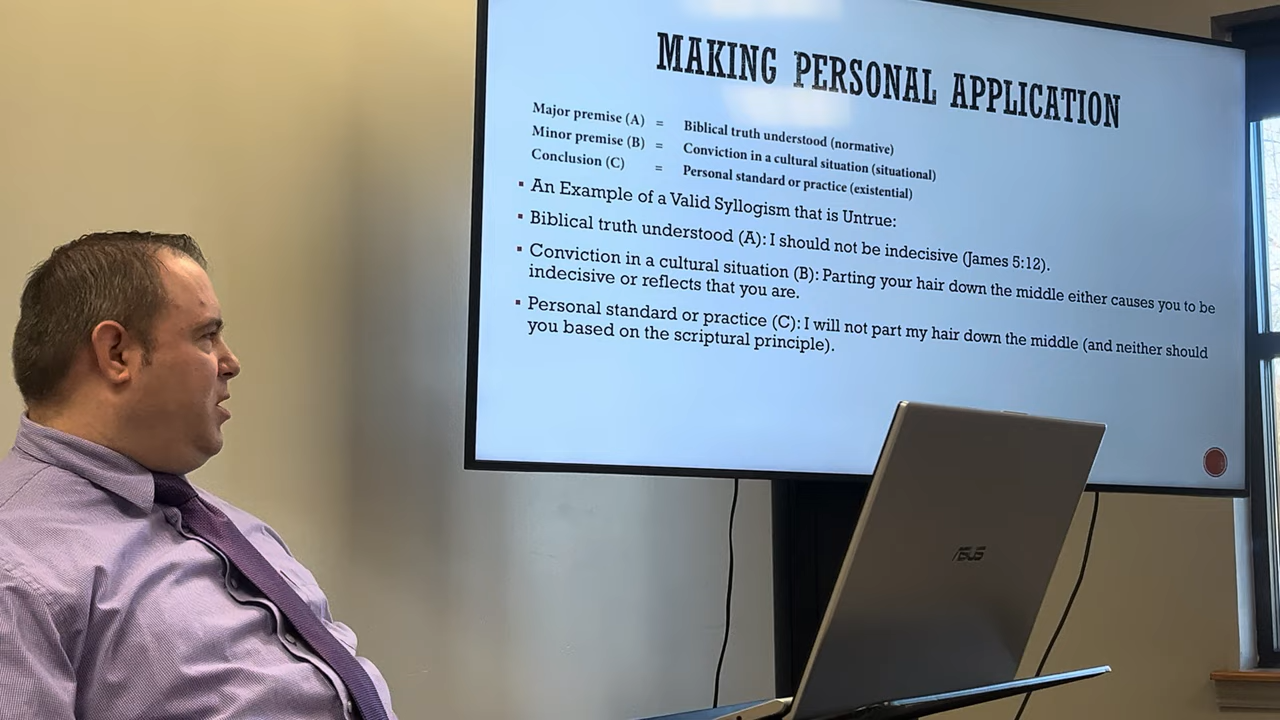 MAKING PERSONAL APPLICATION
Major premise (A) = Biblical truth understood (normative)
Minor premise (B) = Conviction in a cultural situation (situational)
Conclusion (C) = Personal standard or practice (existential)
▪ An Example of a Valid Syllogism that is Untrue:
▪ Biblical truth understood (A): I should not be indecisive (James 5:12).
▪ Conviction in a cultural situation (B): Parting your hair down the middle either causes you to be
indecisive or reflects that you are.
▪ Personal standard or practice (C): I will not part my hair down the middle (and neither should
you based on the scriptural principle).
ASUS